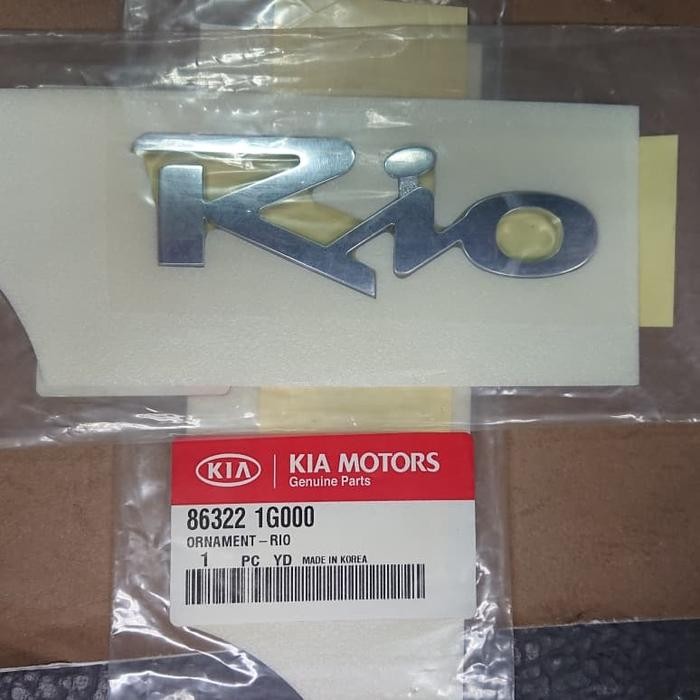 Rio
KIA KIA MOTORS
Genuine Parts
86322 1G000
ORNAMENT-RIO
1 PC YD MADE IN KOREA